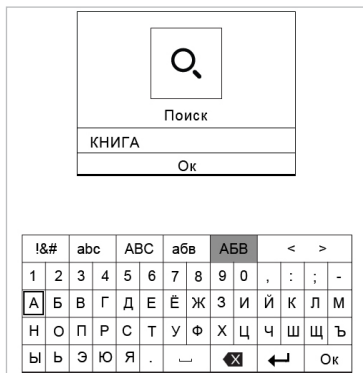 Поиск
КНИГА
Ок
!&# abc ABC абв АБВ < >
1 2 3 4 5 6 7 8 9 0 , : ; -
А Б В Г Д Е Ё Ж З И Й К Л М
Н О П Р С Т У Ф Х Ц Ч Ш Щ Ъ
Ы Ь Э Ю Я . Ок